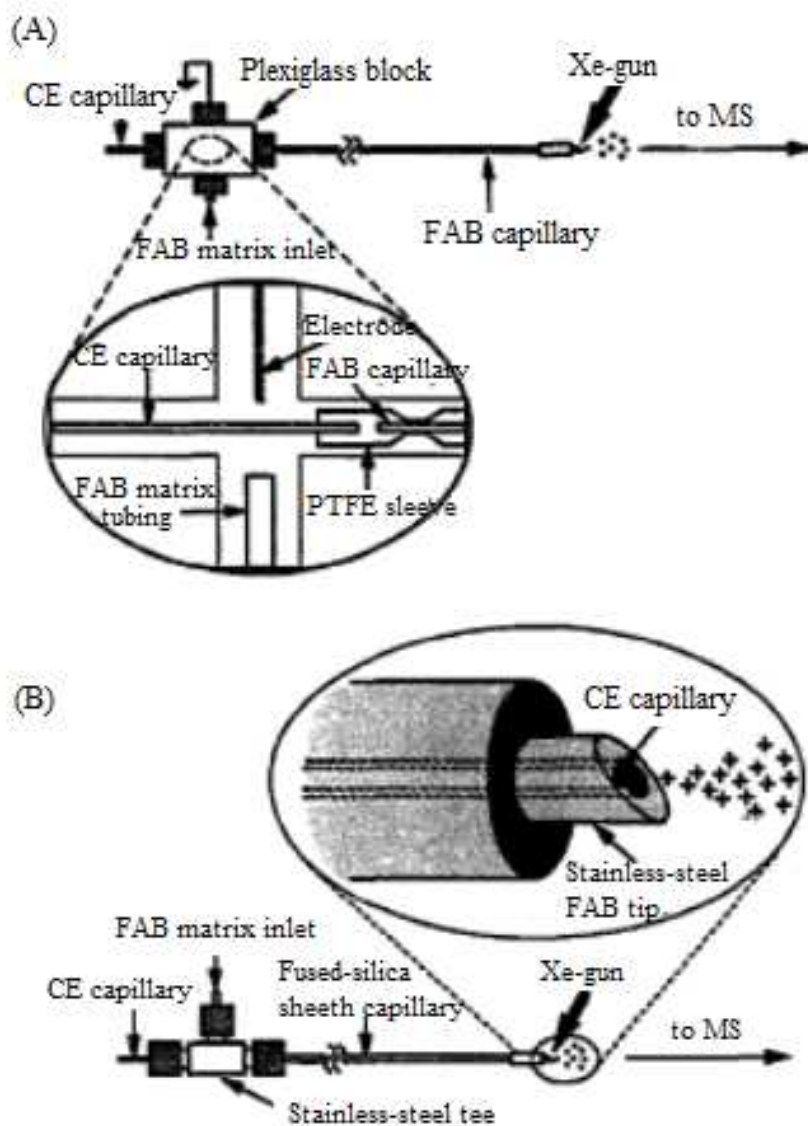 (A)
Plexiglass block
CE capillary
Xe-gun
to MS
FAB capillary
FAB matrix inlet
Electrode
CE capillary
FAB capillary
FAB matrix
tubing
PTFE sleeve
(B)
CE capillary
Stainless-steel
FAB tip
FAB matrix inlet
CE capillary
Fused-silica
sheeth capillary
Xe-gun
to MS
Stainless-steel tee